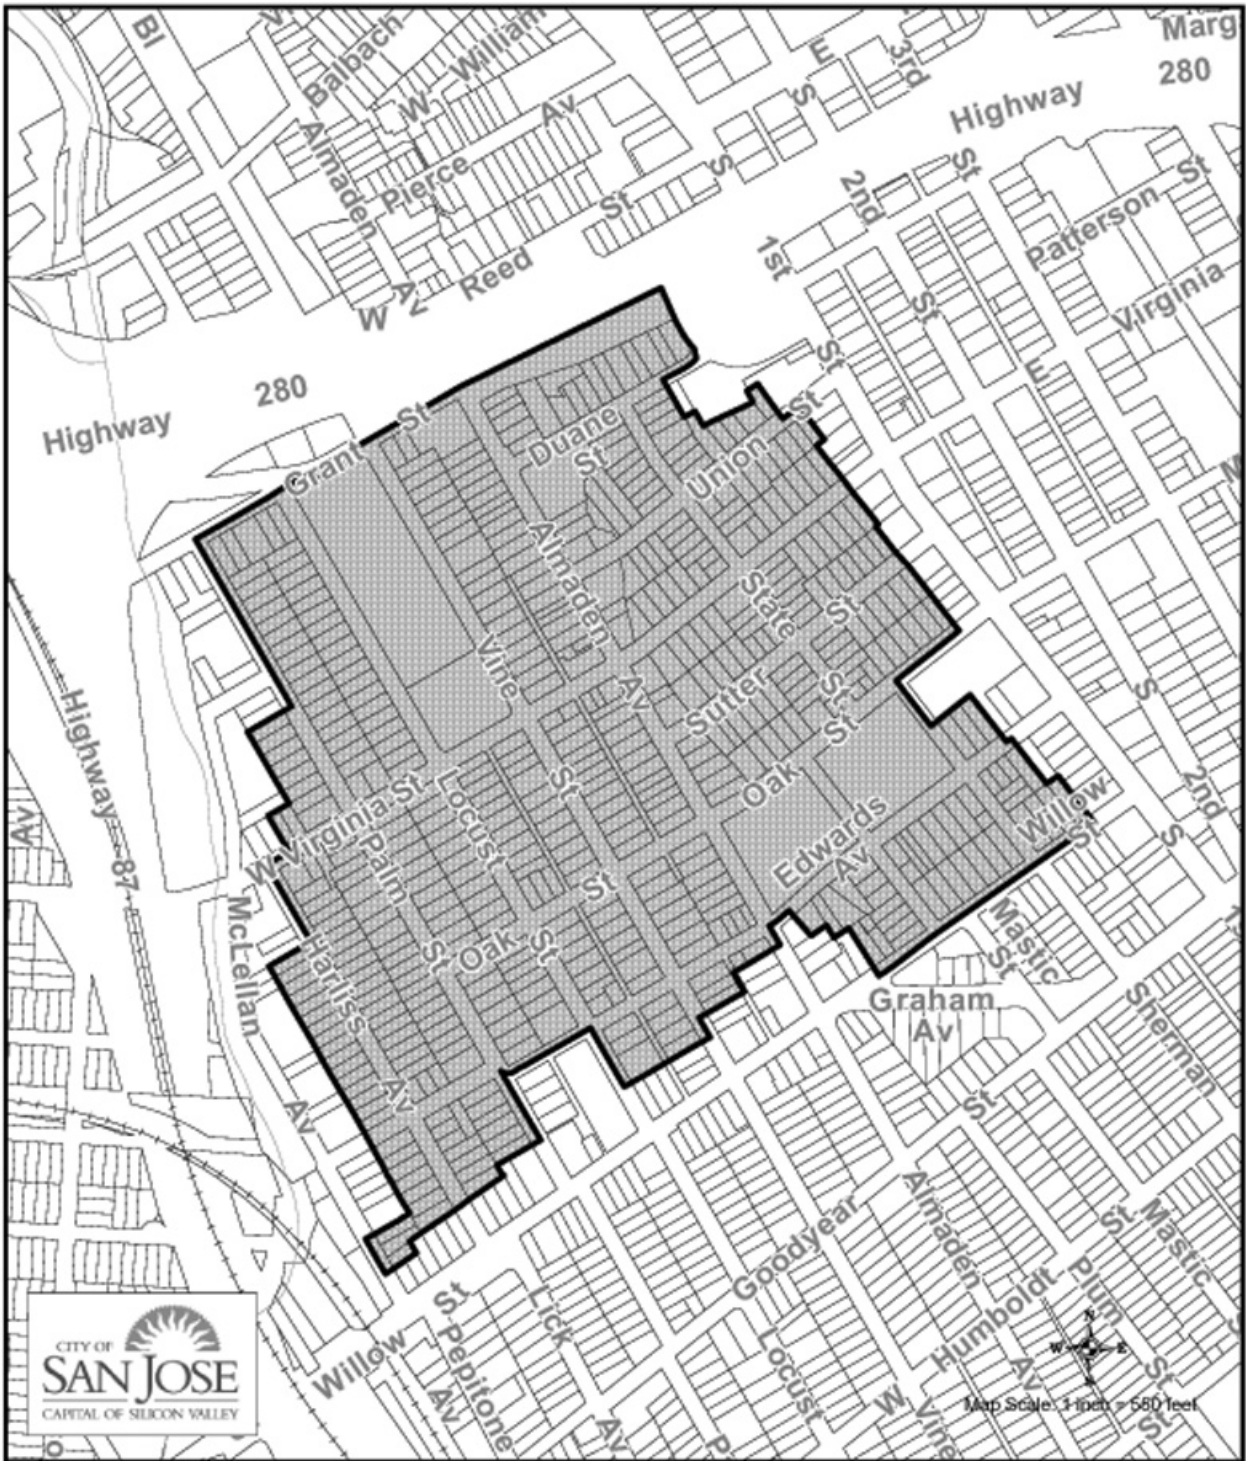 Bl
Balbach
W William
Almaden Av
Pierce Av
W Reed St
S
S
E
3rd
Marg
Highway 280
2nd St
1st St
Patterson St
Virginia
St
E
Highway 280
Grant St
Duane St
Union St
Almaden Av
State St
Vine St
Sutter St
Oak St
Edwards Av
Willow St
S
2nd
S
Highway 87
Av
W Virginia St
Palm St
Locust St
Oak St
Harliss Av
McLellan Av
Mastic St
Graham Av
Sherman
St
Goodyear
Almaden Av
Humboldt St
Mastic St
Plum St
Willow St
Pepitone Av
Lick Av
Locust
W
Vine
N
W E
S
Map Scale: 1 inch = 550 feet
CITY OF
SAN JOSE
CAPITAL OF SILICON VALLEY